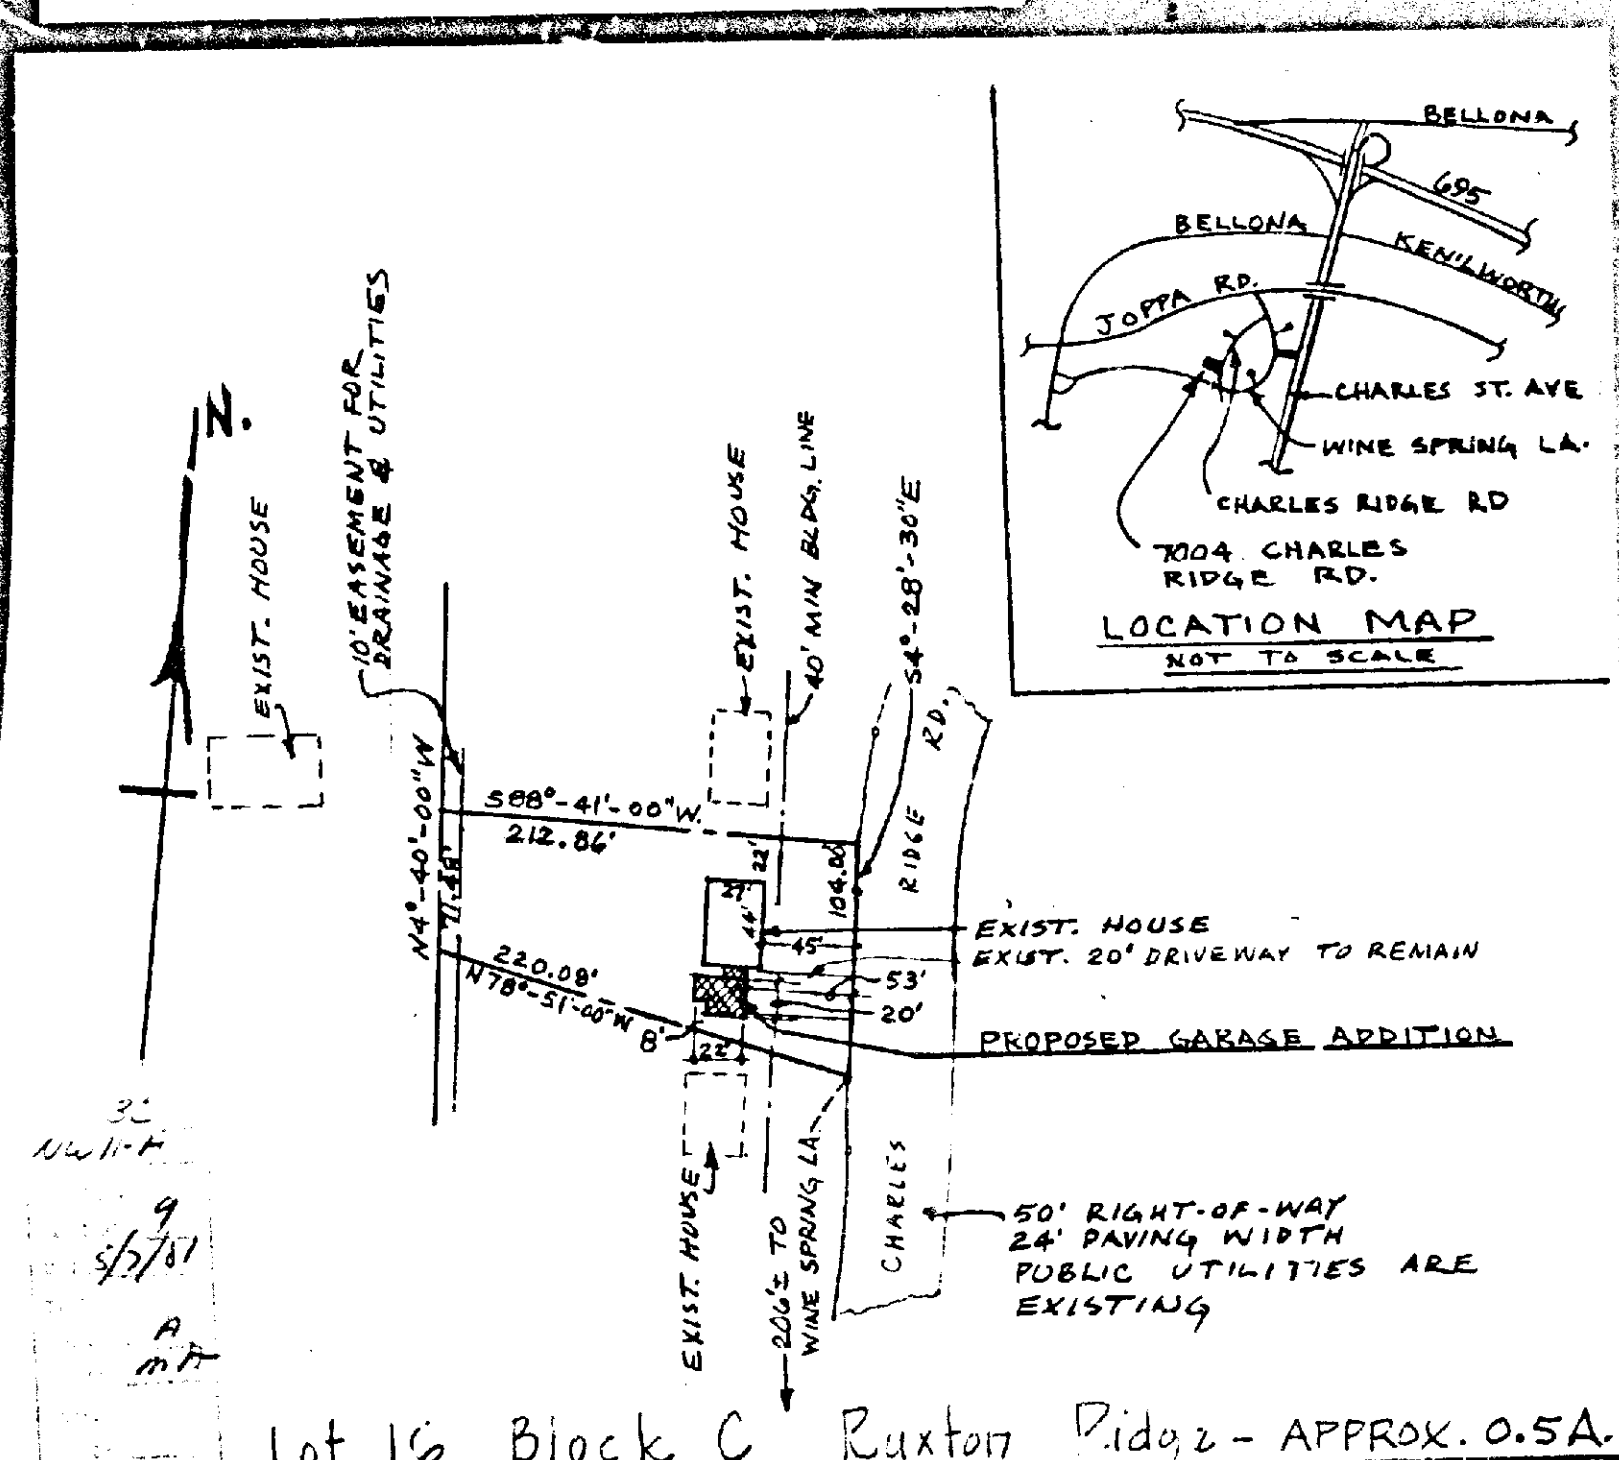 BELLONA
695
BELLONA
KENILWORTH
JOPPA RD.
CHARLES ST. AVE
WINE SPRING LA.
CHARLES RIDGE RD
7004 CHARLES
RIDGE RD.
LOCATION MAP
NOT TO SCALE
N.
EXIST. HOUSE
10' EASEMENT FOR
DRAINAGE & UTILITIES
EXIST. HOUSE
40' MIN BLDG. LINE
S4°-28'-30"E
RD.
RIDGE
CHARLES
N4°-40'-00"W
71.48'
S88°-41'-00"W.
212.86'
22'
104.00
27'
44'
45'
EXIST. HOUSE
EXIST. 20' DRIVEWAY TO REMAIN
53'
20'
220.08'
N78°-51'-00"W
8'
22'
PROPOSED GARAGE ADDITION
EXIST. HOUSE
206'± TO
WINE SPRING LA.
50' RIGHT-OF-WAY
24' PAVING WIDTH
PUBLIC UTILITIES ARE
EXISTING
9
A
Lot Block C Ruxton Ridge - APPROX. 0.5A.